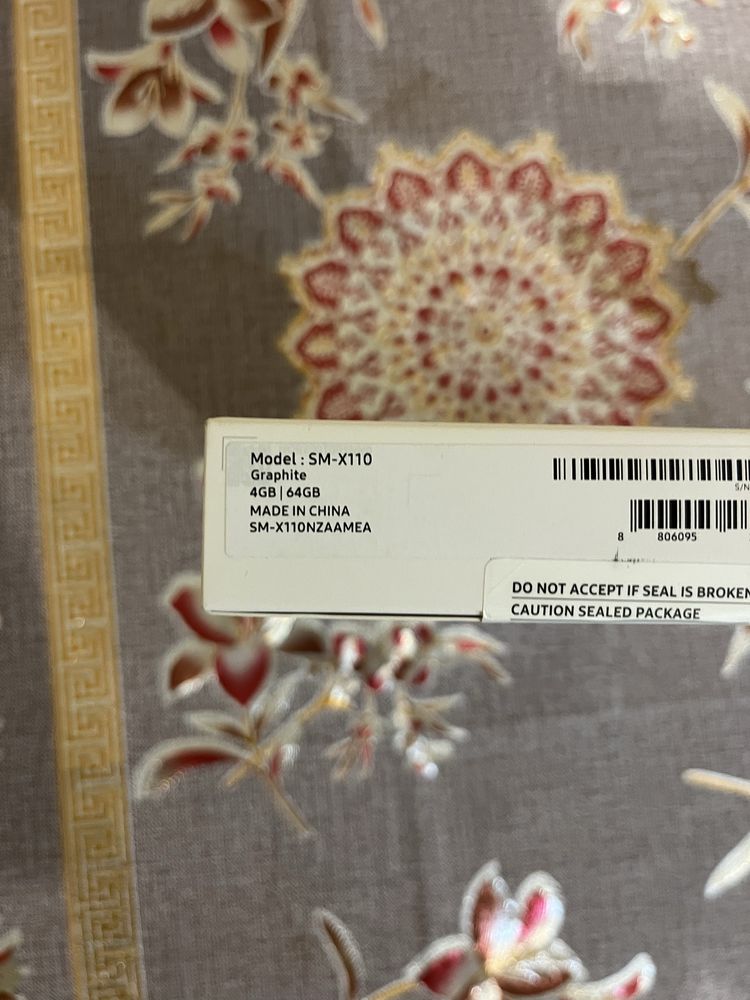 Model : SM-X110
Graphite
4GB | 64GB
MADE IN CHINA
SM-X110NZAAMEA
S/N
8 806095
DO NOT ACCEPT IF SEAL IS BROKEN
CAUTION SEALED PACKAGE